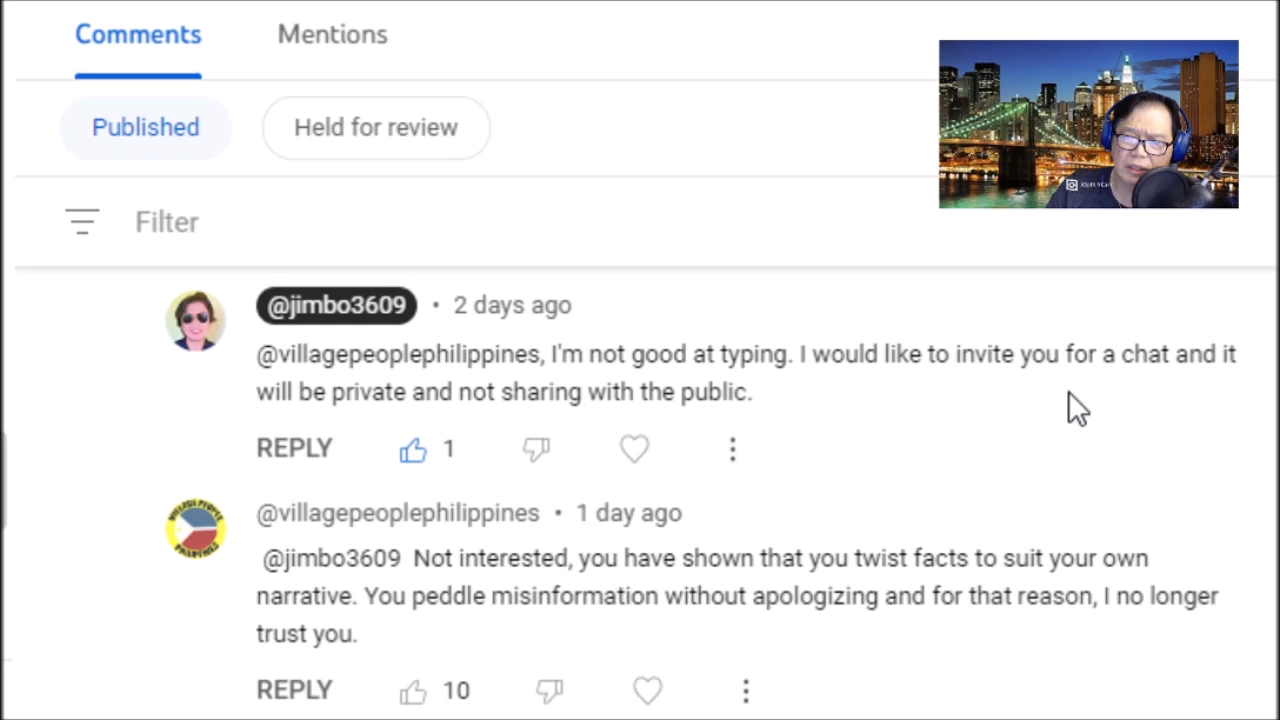 Comments Mentions
Published Held for review
Filter
@jimbo3609 • 2 days ago
@villagepeoplephilippines, I'm not good at typing. I would like to invite you for a chat and it
will be private and not sharing with the public.
REPLY 1
VILLAGE PEOPLE
PHILIPPINES
@villagepeoplephilippines • 1 day ago
@jimbo3609 Not interested, you have shown that you twist facts to suit your own
narrative. You peddle misinformation without apologizing and for that reason, I no longer
trust you.
REPLY 10